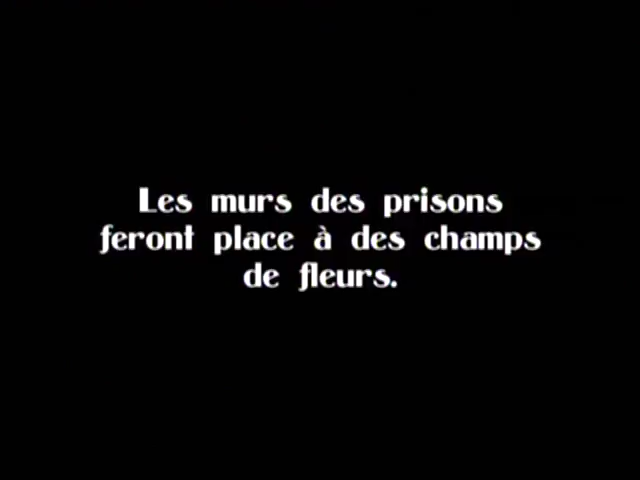 Les murs des prisons
feront place à des champs
de fleurs.